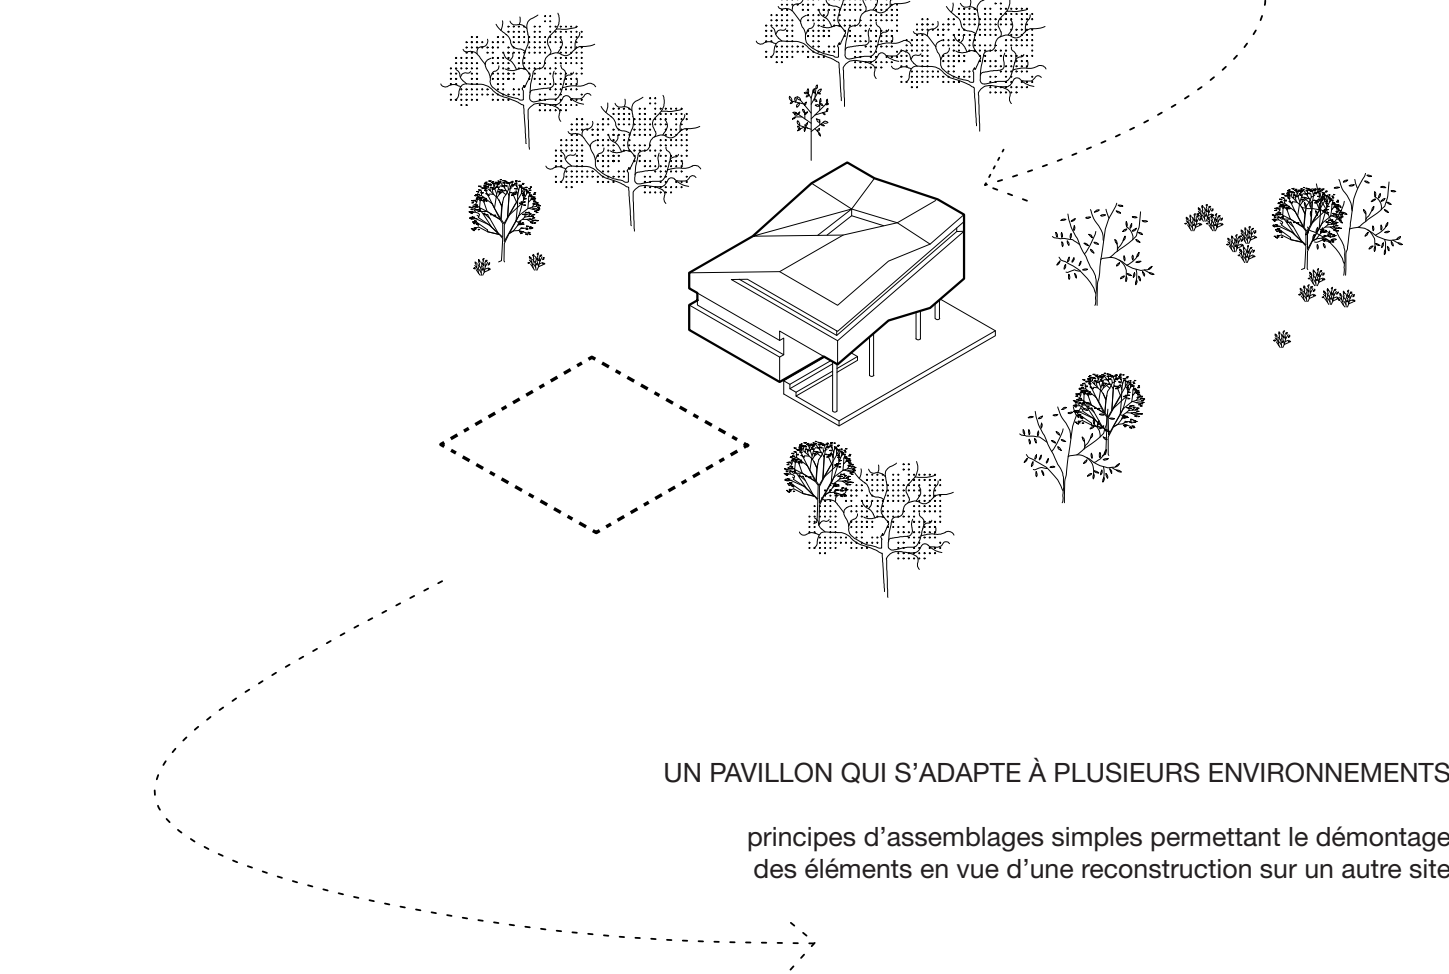 UN PAVILLON QUI S’ADAPTE À PLUSIEURS ENVIRONNEMENTS
principes d’assemblages simples permettant le démontage
des éléments en vue d’une reconstruction sur un autre site